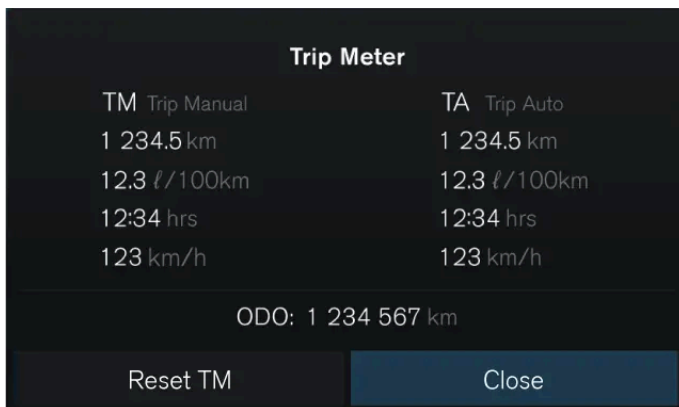 Trip Meter
TM Trip Manual
1 234.5 km
12.3 ℓ/100km
12:34 hrs
123 km/h
TA Trip Auto
1 234.5 km
12.3 ℓ/100km
12:34 hrs
123 km/h
ODO: 1 234 567 km
Reset TM
Close